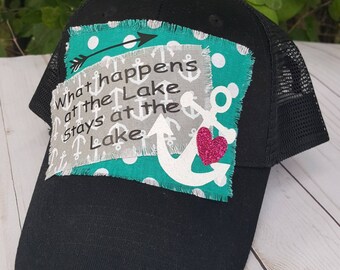 What happens
at the Lake
Stays at the
Lake